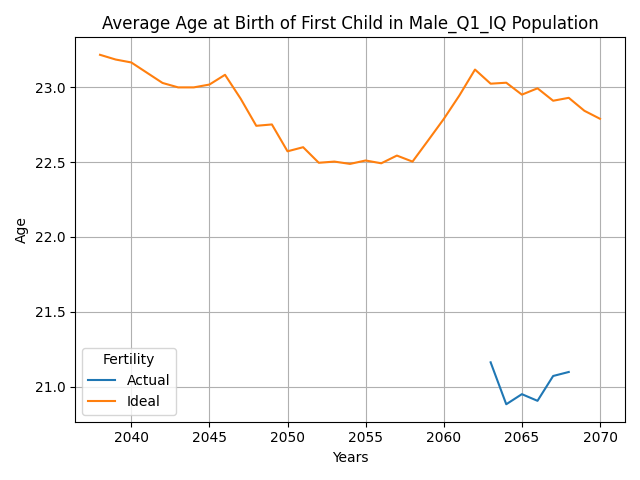 Average Age at Birth of First Child in Male_Q1_IQ Population
Age
23.0
22.5
22.0
21.5
21.0
Fertility
Actual
Ideal
2040 2045 2050 2055 2060 2065 2070
Years